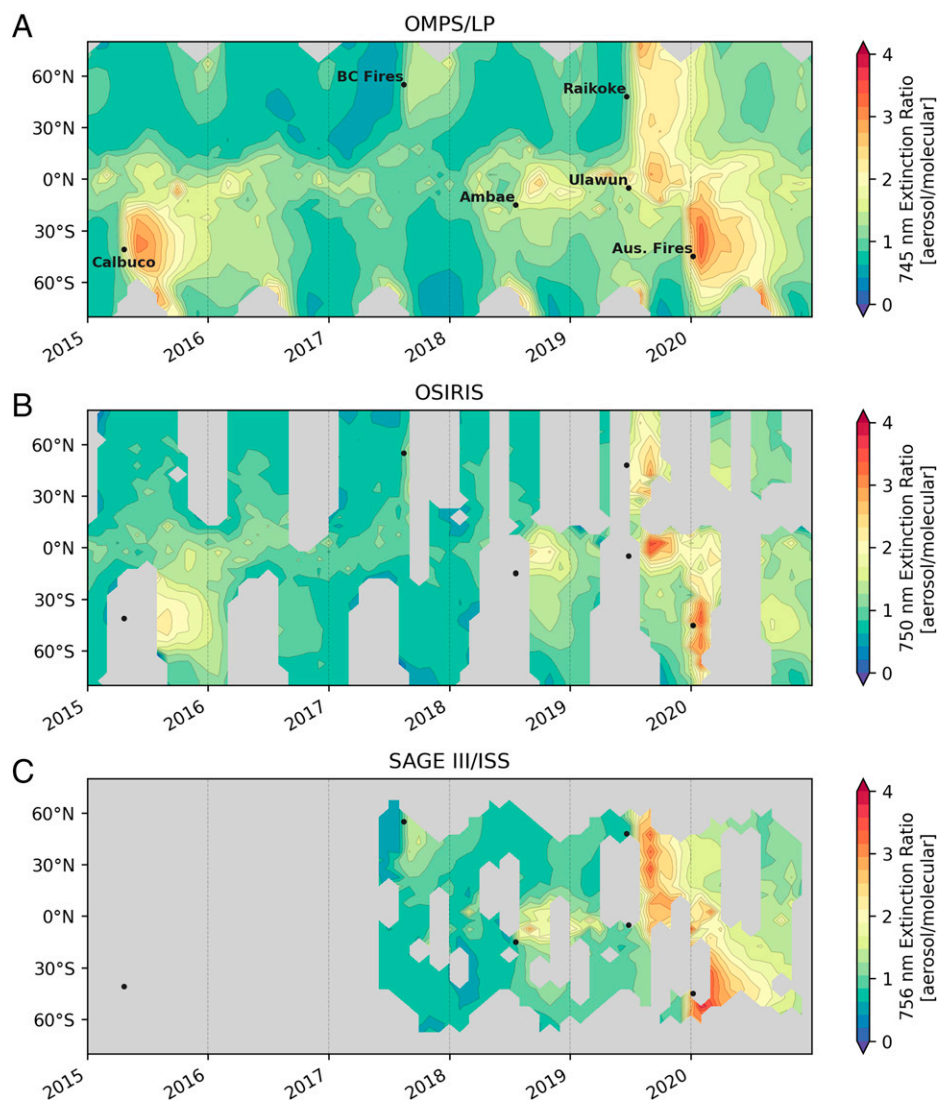 A
OMPS/LP
60°N
30°N
0°N
30°S
60°S
BC Fires
Raikoke
Ambae
Ulawun
Calbuco
Aus. Fires
2015
2016
2017
2018
2019
2020
4
3
2
1
0
745 nm Extinction Ratio
[aerosol/molecular]
B
OSIRIS
60°N
30°N
0°N
30°S
60°S
2015
2016
2017
2018
2019
2020
4
3
2
1
0
750 nm Extinction Ratio
[aerosol/molecular]
C
SAGE III/ISS
60°N
30°N
0°N
30°S
60°S
2015
2016
2017
2018
2019
2020
4
3
2
1
0
756 nm Extinction Ratio
[aerosol/molecular]